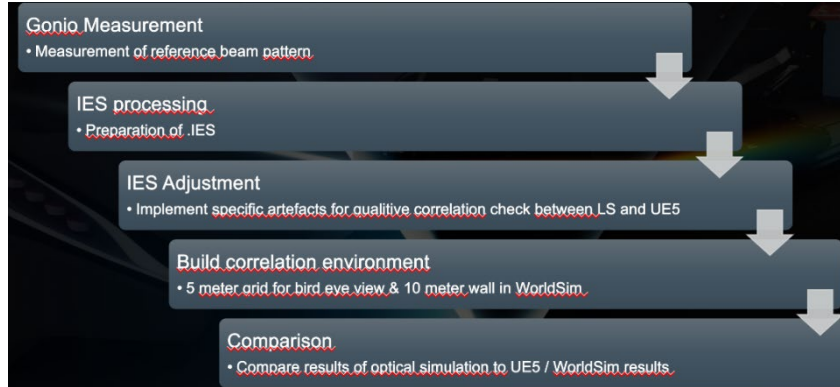 Gonio Measurement
• Measurement of reference beam pattern
IES processing
• Preparation of .IES
IES Adjustment
• Implement specific artefacts for qualitive correlation check between LS and UE5
Build correlation environment
• 5 meter grid for bird eye view & 10 meter wall in WorldSim
Comparison
• Compare results of optical simulation to UE5 / WorldSim results